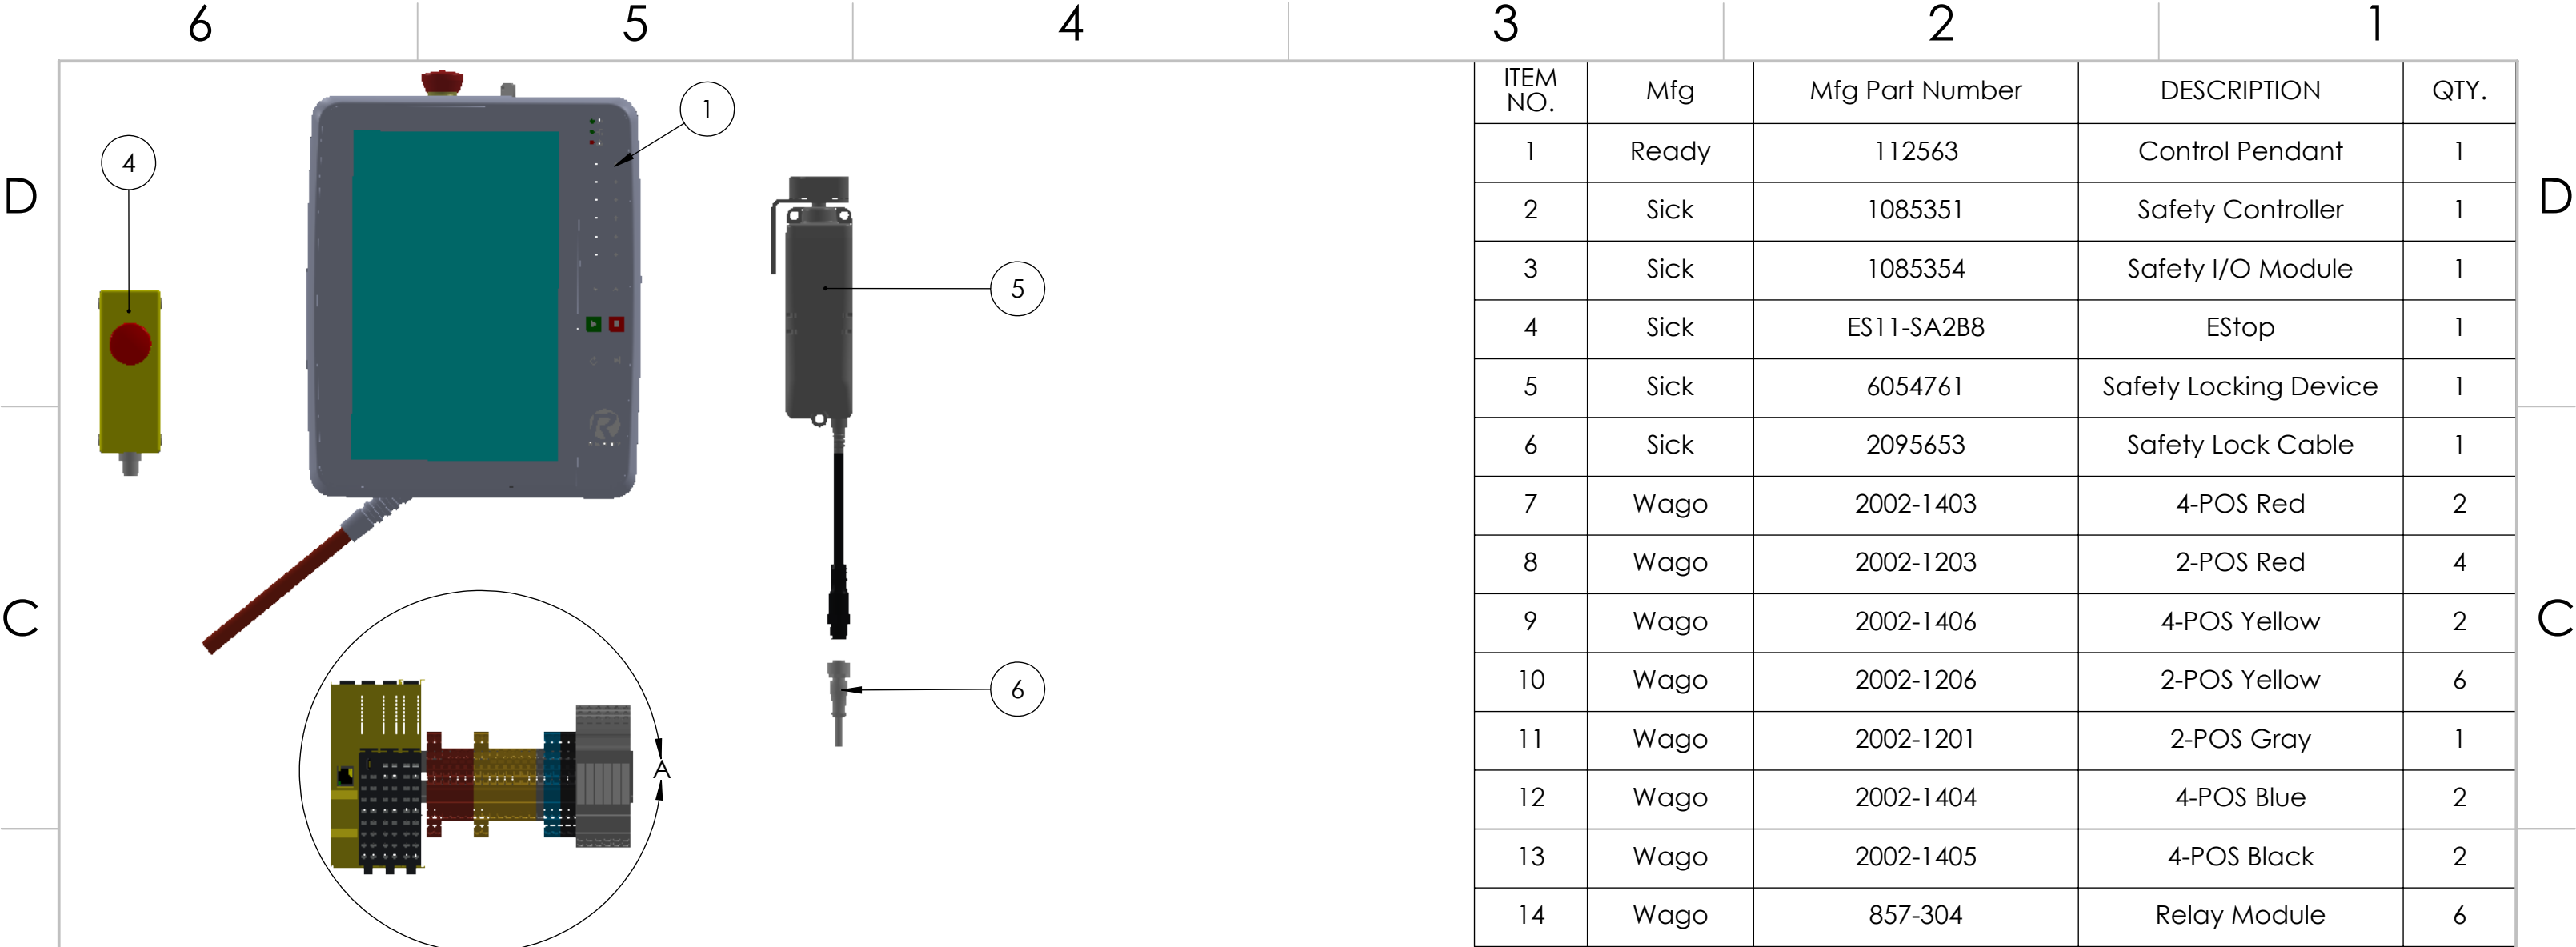 6 5 4 3 2 1
D
C
4
1
5
6
A
ITEM NO. Mfg Mfg Part Number DESCRIPTION QTY.
1 Ready 112563 Control Pendant 1
2 Sick 1085351 Safety Controller 1
3 Sick 1085354 Safety I/O Module 1
4 Sick ES11-SA2B8 EStop 1
5 Sick 6054761 Safety Locking Device 1
6 Sick 2095653 Safety Lock Cable 1
7 Wago 2002-1403 4-POS Red 2
8 Wago 2002-1203 2-POS Red 4
9 Wago 2002-1406 4-POS Yellow 2
10 Wago 2002-1206 2-POS Yellow 6
11 Wago 2002-1201 2-POS Gray 1
12 Wago 2002-1404 4-POS Blue 2
13 Wago 2002-1405 4-POS Black 2
14 Wago 857-304 Relay Module 6
D
C